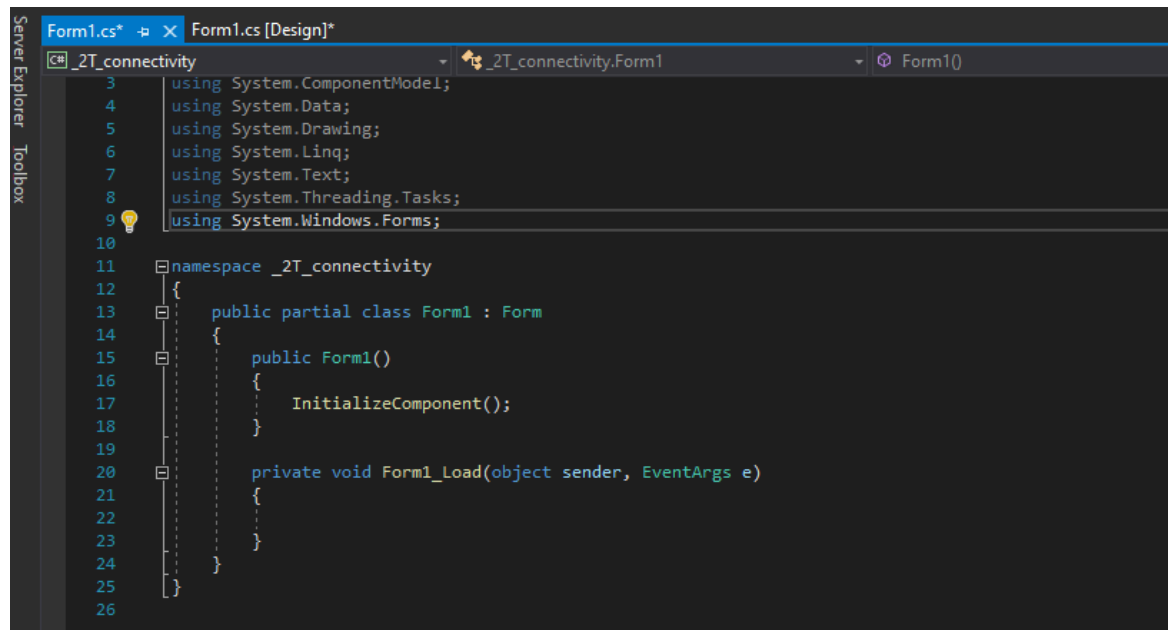 Server Explorer
Toolbox
Form1.cs* Form1.cs [Design]*
C# _2T_connectivity _2T_connectivity.Form1 Form1()
3 using System.ComponentModel;
4 using System.Data;
5 using System.Drawing;
6 using System.Linq;
7 using System.Text;
8 using System.Threading.Tasks;
9 using System.Windows.Forms;
10
11 namespace _2T_connectivity
12 {
13 public partial class Form1 : Form
14 {
15 public Form1()
16 {
17 InitializeComponent();
18 }
19
20 private void Form1_Load(object sender, EventArgs e)
21 {
22
23 }
24 }
25 }
26